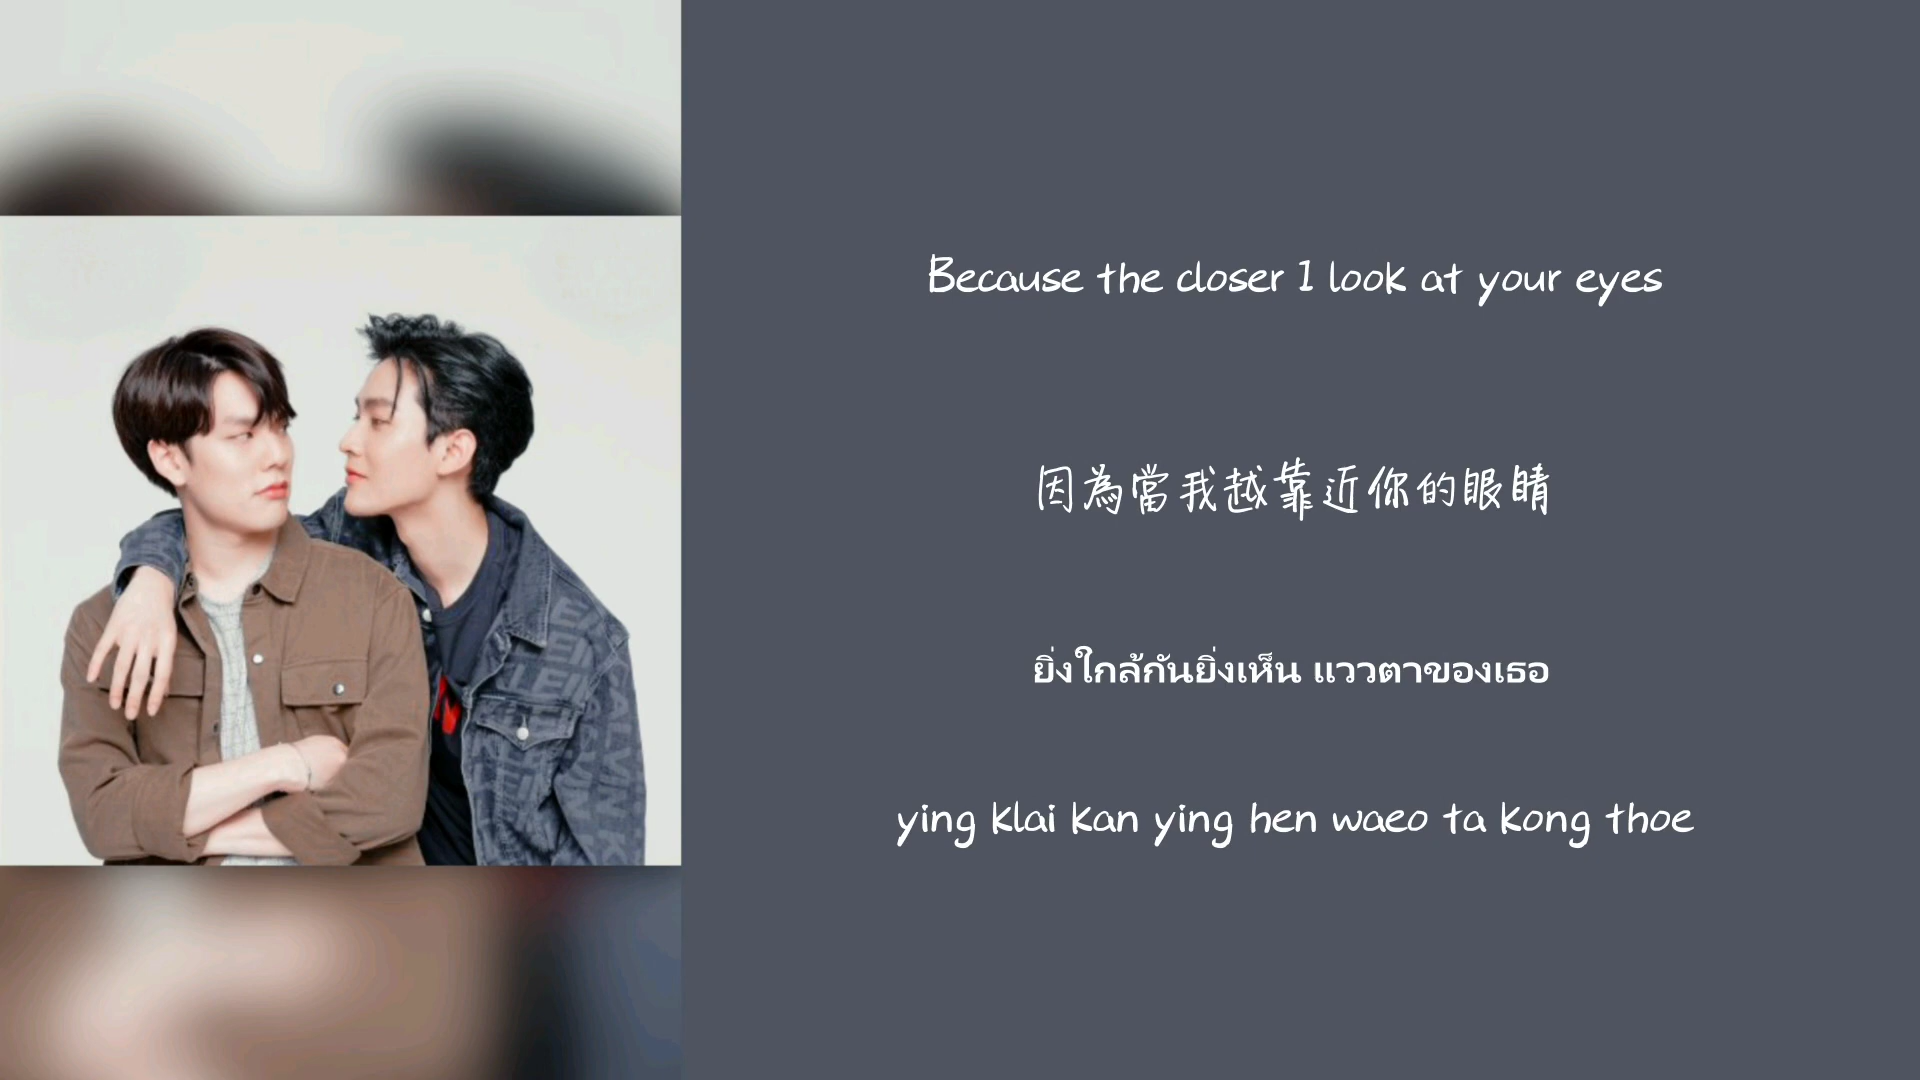 Because the closer I look at your eyes
因為當我越靠近你的眼睛
ยิ่งใกล้กันยิ่งเห็น แววตาของเธอ
ying klai kan ying hen waeo ta kong thoe